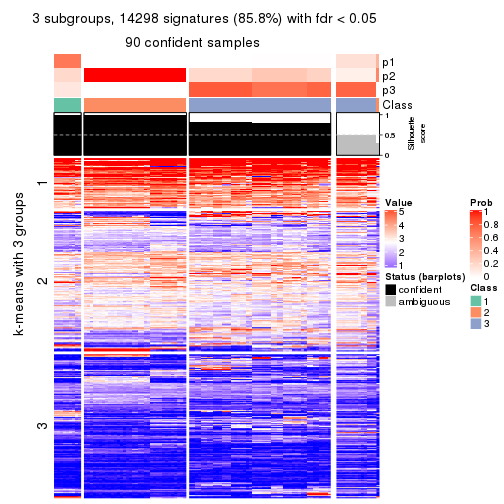 3 subgroups, 14298 signatures (85.8%) with fdr < 0.05
90 confident samples
p1
p2
p3
Class
1
0.5
0
Silhouette
score
k-means with 3 groups
1
2
3
Value
5
4
3
2
1
Status (barplots)
confident
ambiguous
Prob
1
0.8
0.6
0.4
0.2
0
Class
1
2
3